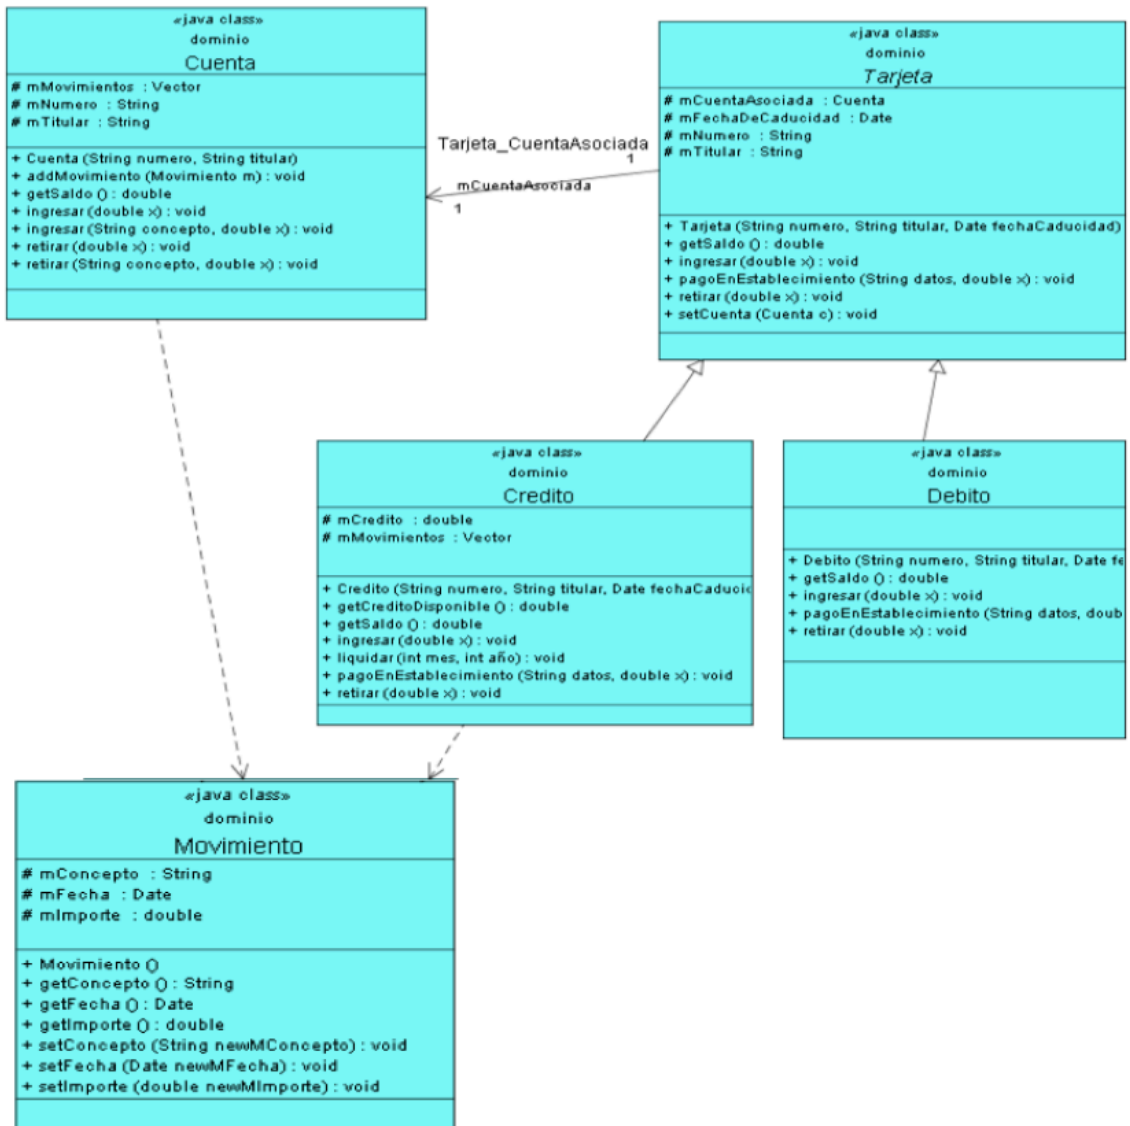 «java class»
dominio
Cuenta
# mMovimientos : Vector
# mNumero : String
# mTitular : String
+ Cuenta (String numero, String titular)
+ addMovimiento (Movimiento m) : void
+ getSaldo () : double
+ ingresar (double x) : void
+ ingresar (String concepto, double x) : void
+ retirar (double x) : void
+ retirar (String concepto, double x) : void
Tarjeta_CuentaAsociada
1
mCuentaAsociada
1
«java class»
dominio
Tarjeta
# mCuentaAsociada : Cuenta
# mFechaDeCaducidad : Date
# mNumero : String
# mTitular : String
+ Tarjeta (String numero, String titular, Date fechaCaducidad)
+ getSaldo () : double
+ ingresar (double x) : void
+ pagoEnEstablecimiento (String datos, double x) : void
+ retirar (double x) : void
+ setCuenta (Cuenta c) : void
«java class»
dominio
Credito
# mCredito : double
# mMovimientos : Vector
+ Credito (String numero, String titular, Date fechaCaducic
+ getCreditoDisponible () : double
+ getSaldo () : double
+ ingresar (double x) : void
+ liquidar (int mes, int año) : void
+ pagoEnEstablecimiento (String datos, double x) : void
+ retirar (double x) : void
«java class»
dominio
Debito
+ Debito (String numero, String titular, Date fe
+ getSaldo () : double
+ ingresar (double x) : void
+ pagoEnEstablecimiento (String datos, doub
+ retirar (double x) : void
«java class»
dominio
Movimiento
# mConcepto : String
# mFecha : Date
# mImporte : double
+ Movimiento ()
+ getConcepto () : String
+ getFecha () : Date
+ getImporte () : double
+ setConcepto (String newMConcepto) : void
+ setFecha (Date newMFecha) : void
+ setImporte (double newMImporte) : void